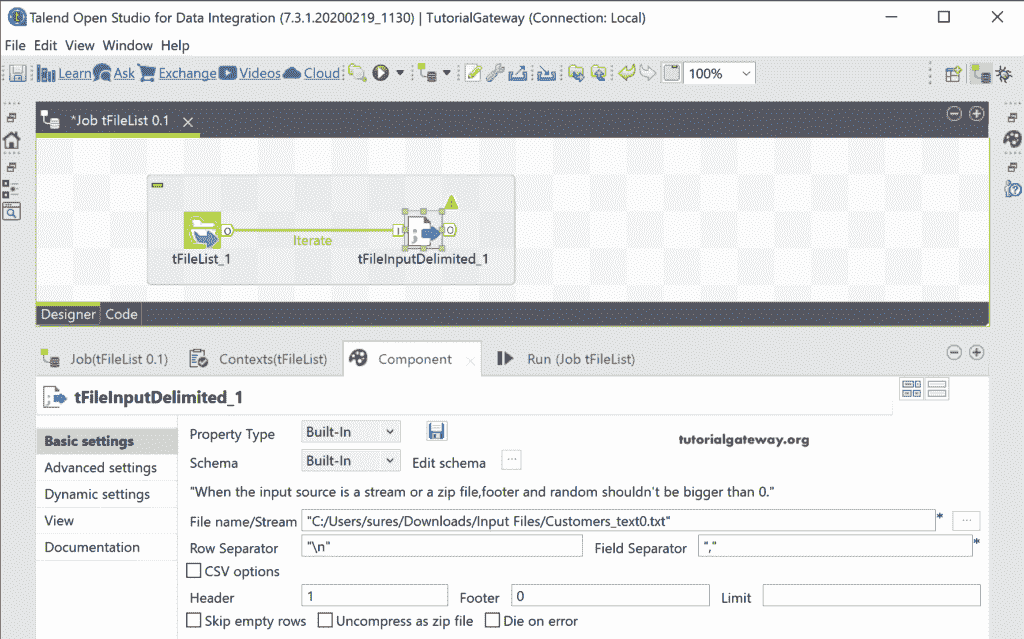 Talend Open Studio for Data Integration (7.3.1.20200219_1130) | TutorialGateway (Connection: Local)
File Edit View Window Help
Learn Ask Exchange Videos Cloud 100%
*Job tFileList 0.1
Iterate
tFileList_1 tFileInputDelimited_1
Designer Code
Job(tFileList 0.1) Contexts(tFileList) Component Run (Job tFileList)
tFileInputDelimited_1
Basic settings
Advanced settings
Dynamic settings
View
Documentation
Property Type Built-In
tutorialgateway.org
Schema Built-In Edit schema ...
"When the input source is a stream or a zip file,footer and random shouldn't be bigger than 0."
File name/Stream "C:/Users/sures/Downloads/Input Files/Customers_text0.txt" * ...
Row Separator "\n" Field Separator "," *
CSV options
Header 1 Footer 0 Limit
Skip empty rows Uncompress as zip file Die on error